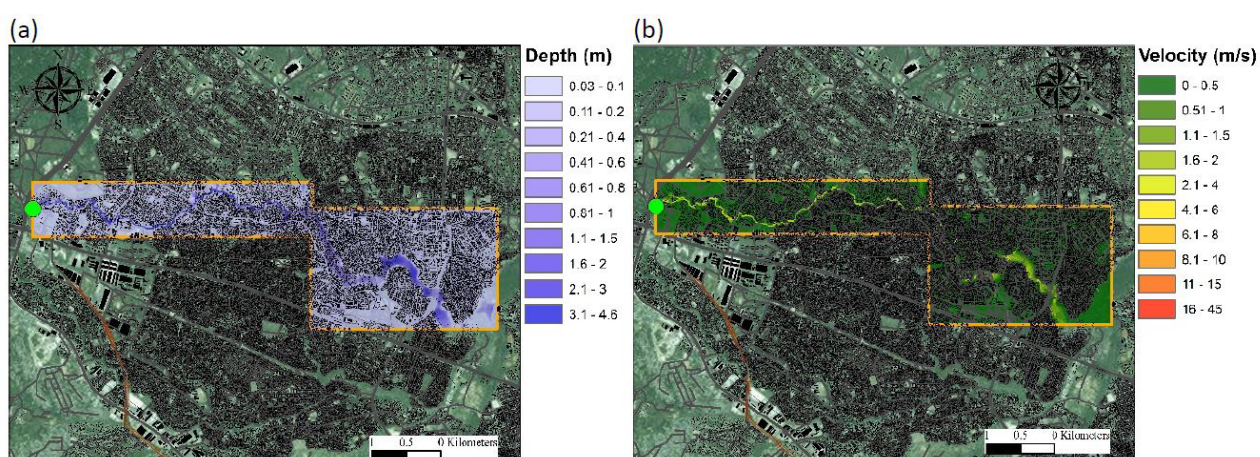 (a)
Depth (m)
0.03 - 0.1
0.11 - 0.2
0.21 - 0.4
0.41 - 0.6
0.61 - 0.8
0.81 - 1
1.1 - 1.5
1.6 - 2
2.1 - 3
3.1 - 4.6
S
1 0.5 0 Kilometers
(b)
Velocity (m/s)
0 - 0.5
0.51 - 1
1.1 - 1.5
1.6 - 2
2.1 - 4
4.1 - 6
6.1 - 8
8.1 - 10
11 - 15
16 - 45
1 0.5 0 Kilometers